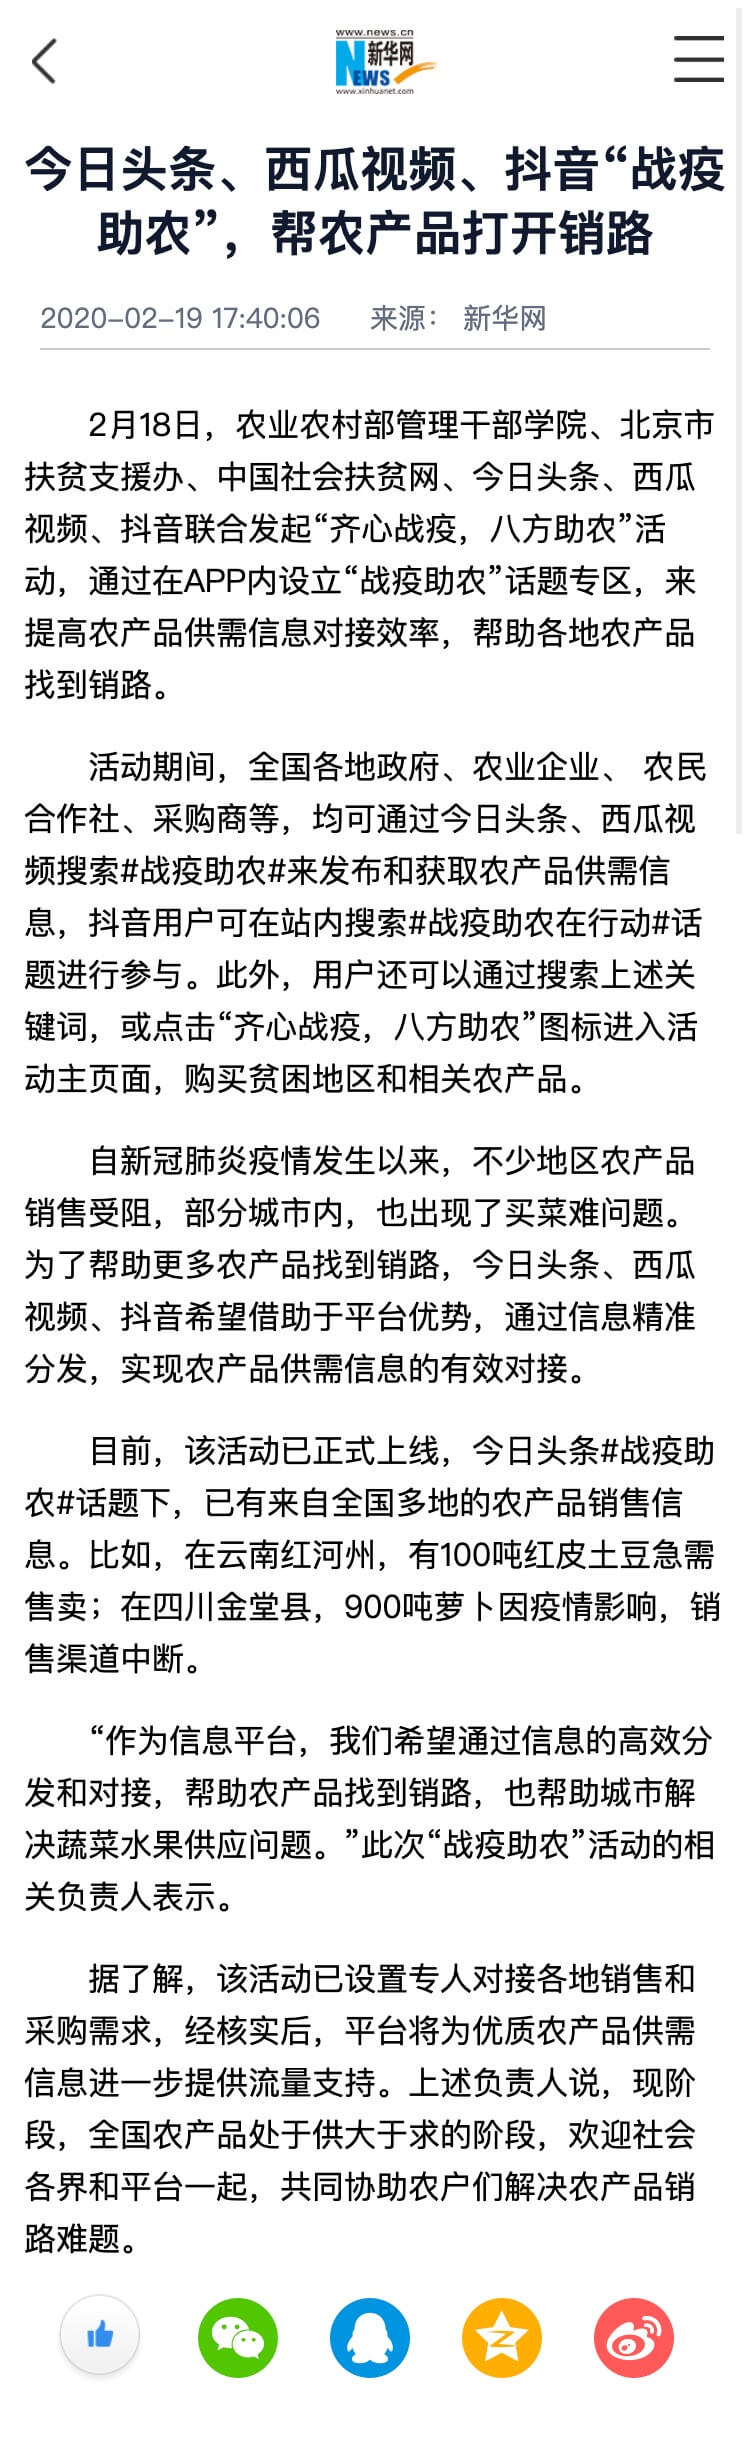 www.news.cn
新华网
NEWS
www.xinhuanet.com
今日头条、西瓜视频、抖音“战疫
助农”，帮农产品打开销路
2020-02-19 17:40:06 来源： 新华网
2月18日，农业农村部管理干部学院、北京市
扶贫支援办、中国社会扶贫网、今日头条、西瓜
视频、抖音联合发起“齐心战疫，八方助农”活
动，通过在APP内设立“战疫助农”话题专区，来
提高农产品供需信息对接效率，帮助各地农产品
找到销路。
活动期间，全国各地政府、农业企业、 农民
合作社、采购商等，均可通过今日头条、西瓜视
频搜索#战疫助农#来发布和获取农产品供需信
息，抖音用户可在站内搜索#战疫助农在行动#话
题进行参与。此外，用户还可以通过搜索上述关
键词，或点击“齐心战疫，八方助农”图标进入活
动主页面，购买贫困地区和相关农产品。
自新冠肺炎疫情发生以来，不少地区农产品
销售受阻，部分城市内，也出现了买菜难问题。
为了帮助更多农产品找到销路，今日头条、西瓜
视频、抖音希望借助于平台优势，通过信息精准
分发，实现农产品供需信息的有效对接。
目前，该活动已正式上线，今日头条#战疫助
农#话题下，已有来自全国多地的农产品销售信
息。比如，在云南红河州，有100吨红皮土豆急需
售卖；在四川金堂县，900吨萝卜因疫情影响，销
售渠道中断。
“作为信息平台，我们希望通过信息的高效分
发和对接，帮助农产品找到销路，也帮助城市解
决蔬菜水果供应问题。”此次“战疫助农”活动的相
关负责人表示。
据了解，该活动已设置专人对接各地销售和
采购需求，经核实后，平台将为优质农产品供需
信息进一步提供流量支持。上述负责人说，现阶
段，全国农产品处于供大于求的阶段，欢迎社会
各界和平台一起，共同协助农户们解决农产品销
路难题。